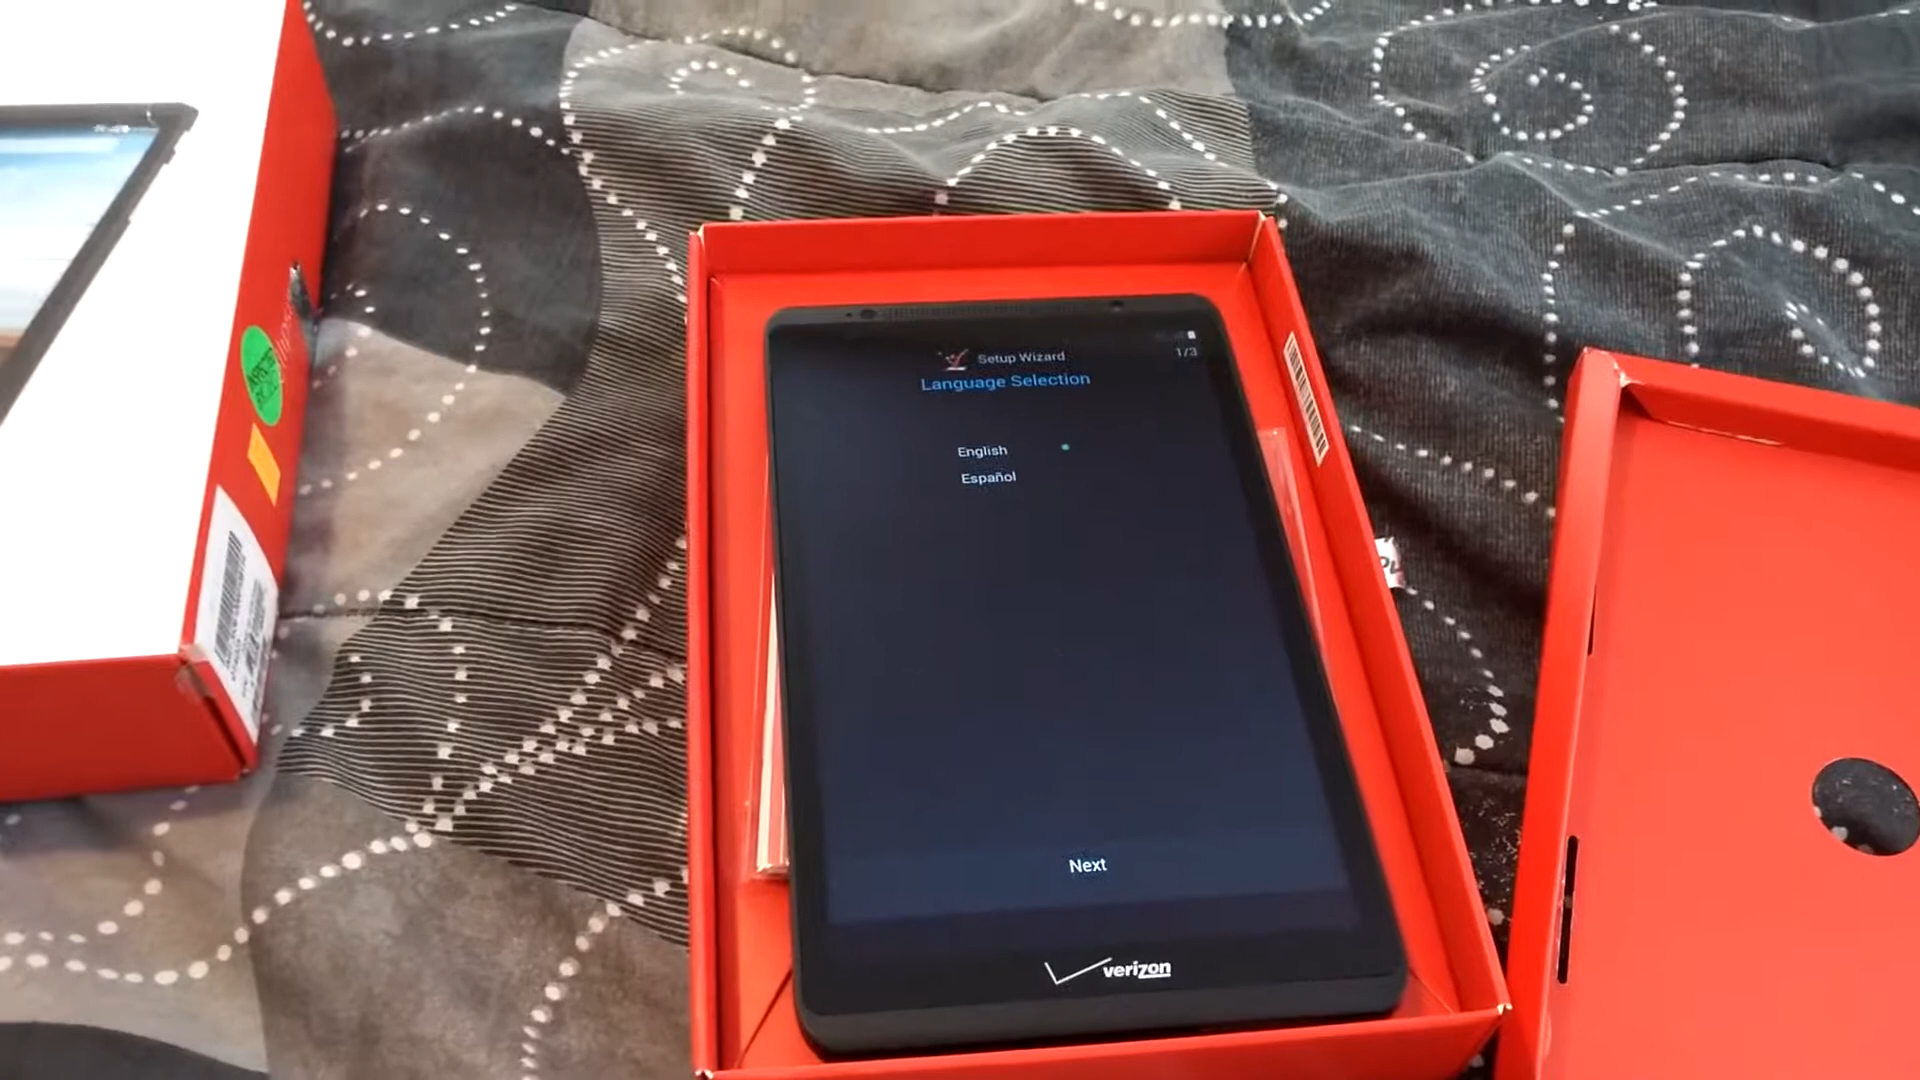 Setup Wizard
1/3
Language Selection
English
Español
Next
verizon